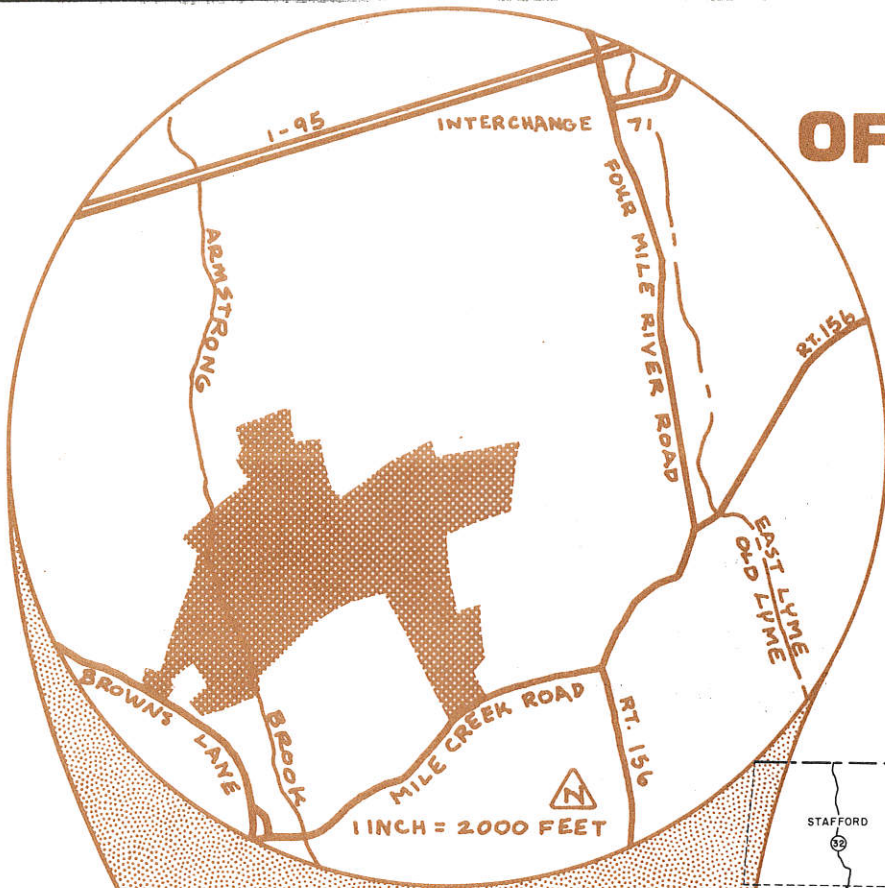 OF
I-95
INTERCHANGE 71
ARMSTRONG
FOUR MILE RIVER ROAD
RT. 156
EAST LYME
OLD LYME
BROWNS LANE
BROOK
MILE CREEK ROAD
RT. 156
N
1 INCH = 2000 FEET
STAFFORD
32